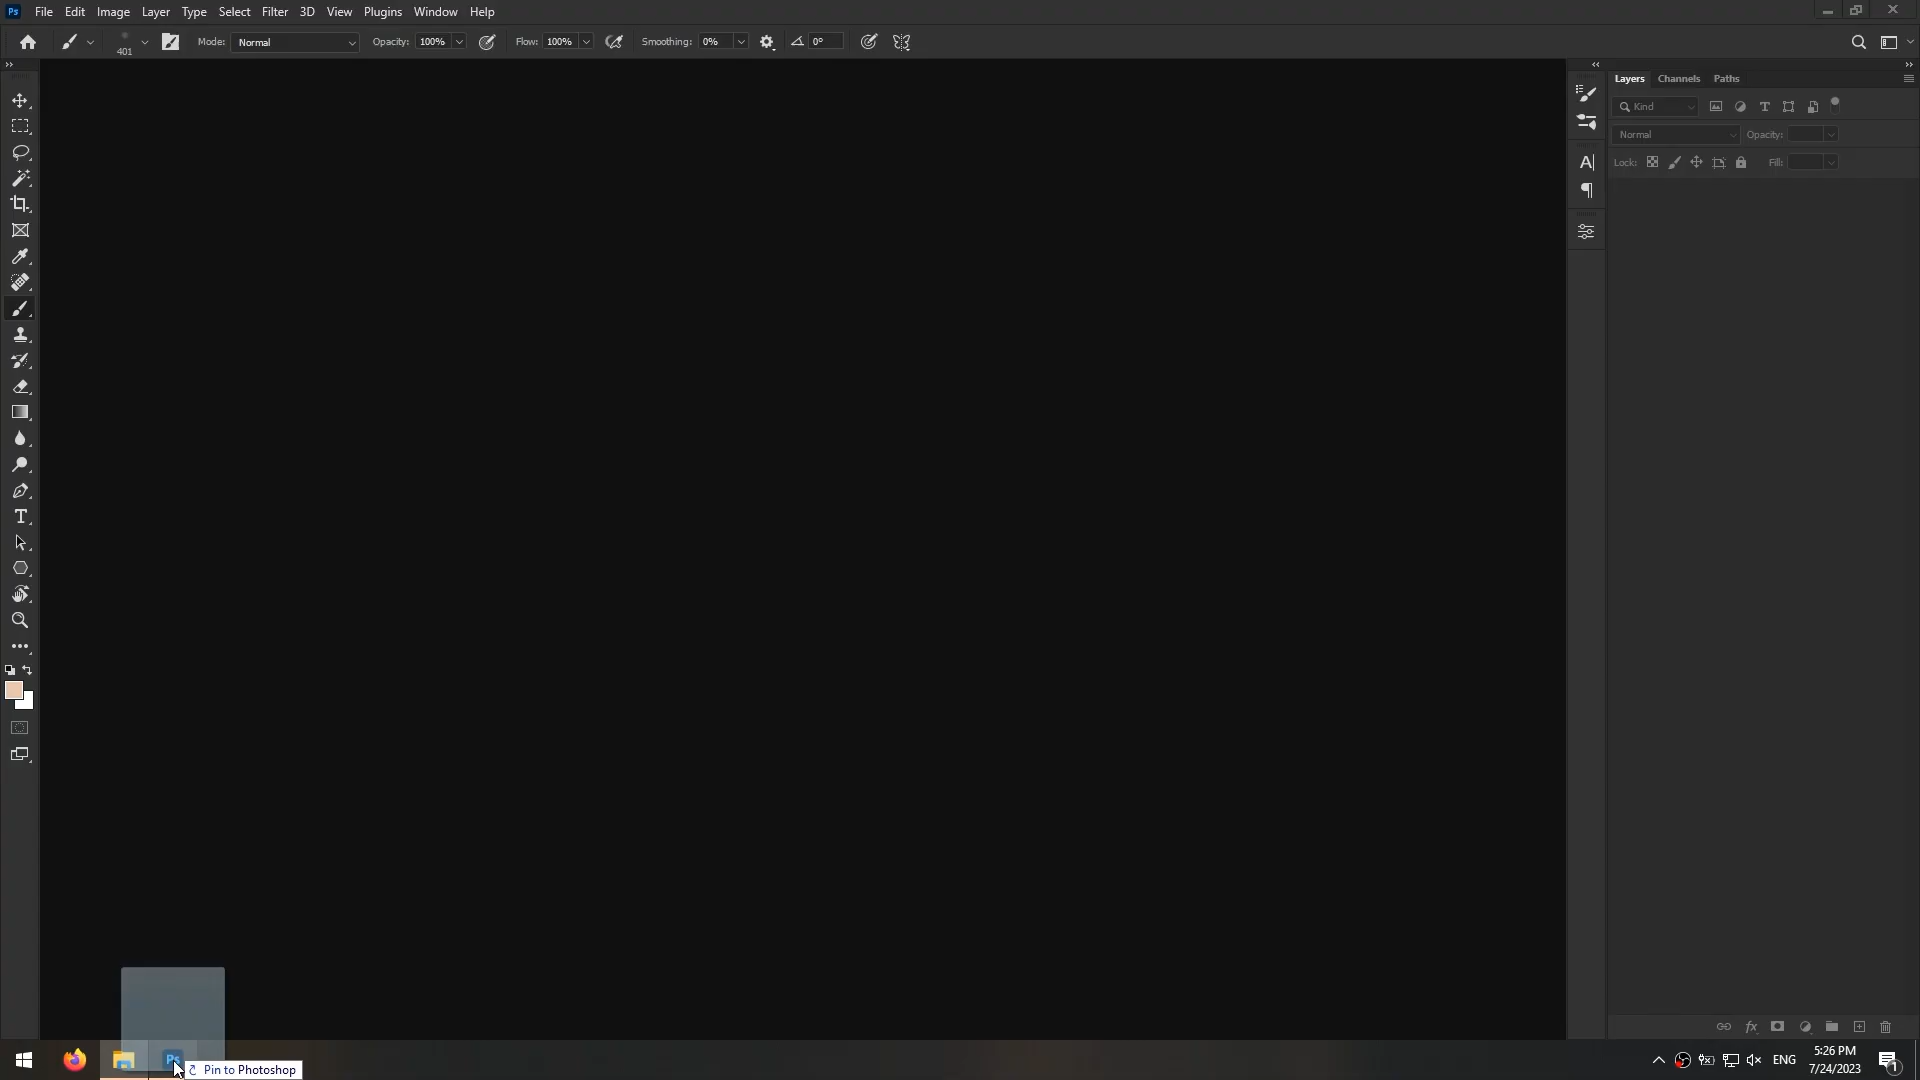 Ps File Edit Image Layer Type Select Filter 3D View Plugins Window Help
401 Mode: Normal Opacity: 100% Flow: 100% Smoothing: 0% 0°
Layers Channels Paths
Kind
Normal Opacity:
Lock: Fill:
Ps Pin to Photoshop
ENG
5:26 PM
7/24/2023
1